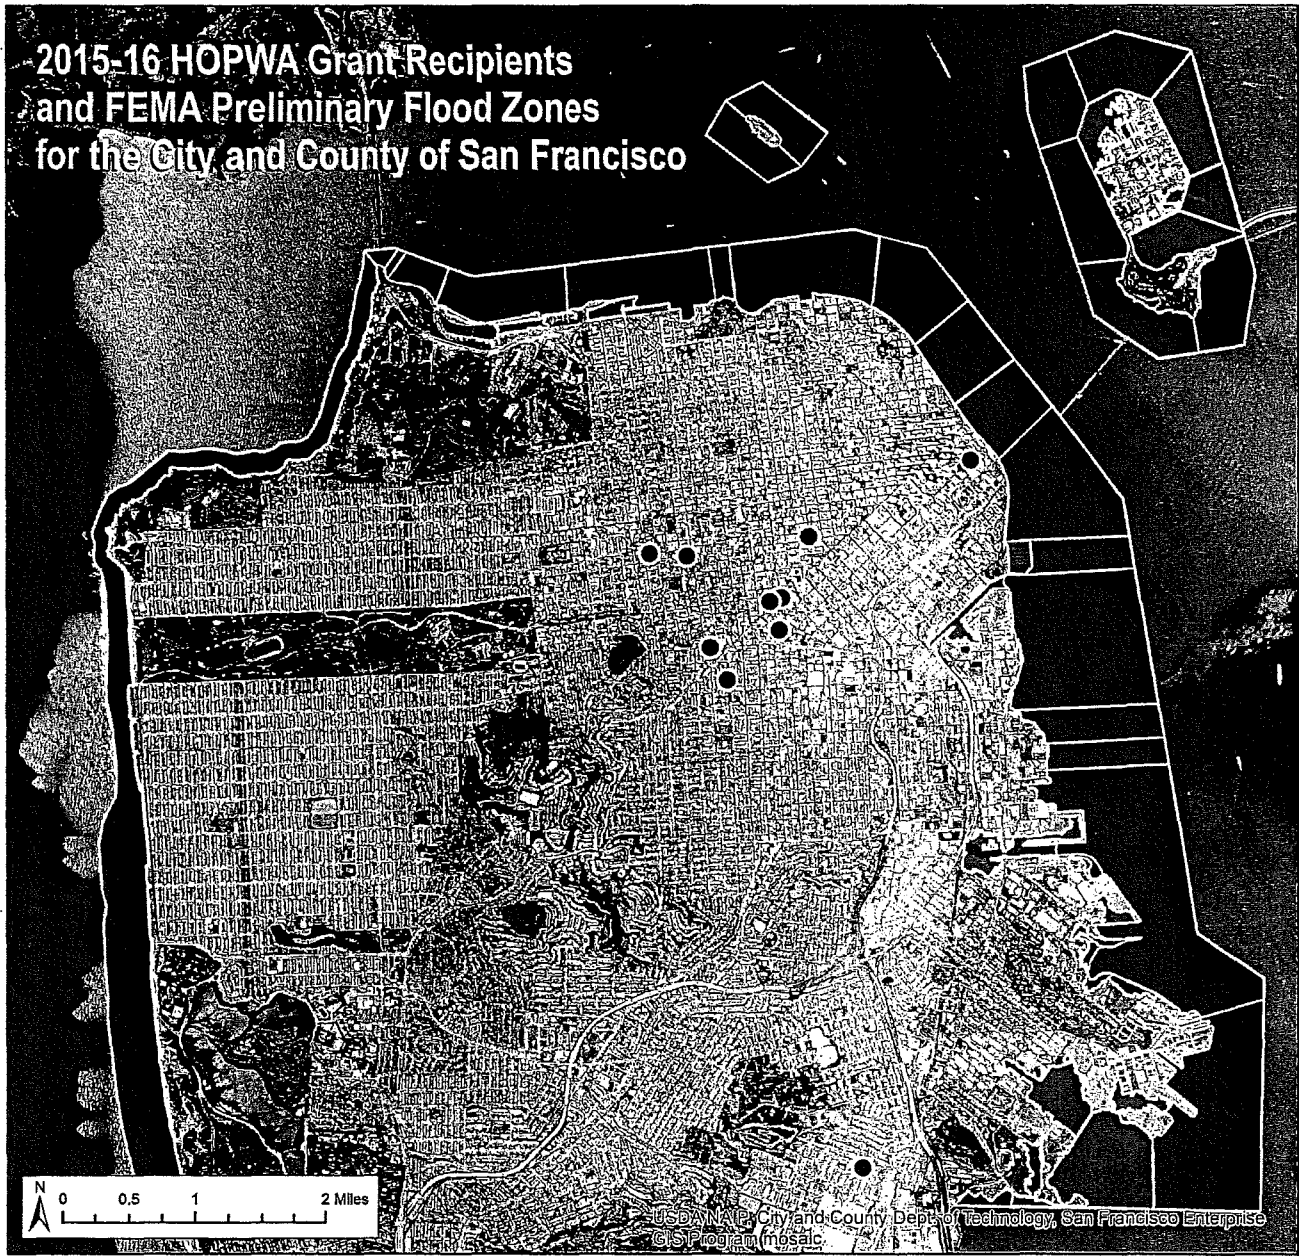 2015-16 HOPWA Grant Recipients
and FEMA Preliminary Flood Zones
for the City and County of San Francisco
N
0 0.5 1 2 Miles
USDA NAIP, City and County Dept. of Technology, San Francisco Enterprise
GIS Program mosaic.